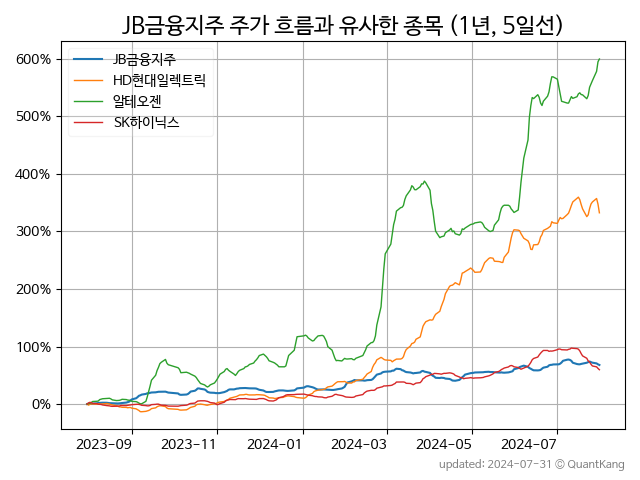 JB금융지주 주가 흐름과 유사한 종목 (1년, 5일선)
JB금융지주
HD현대일렉트릭
알테오젠
SK하이닉스
600%
500%
400%
300%
200%
100%
0%
2023-09 2023-11 2024-01 2024-03 2024-05 2024-07
updated: 2024-07-31 © QuantKang